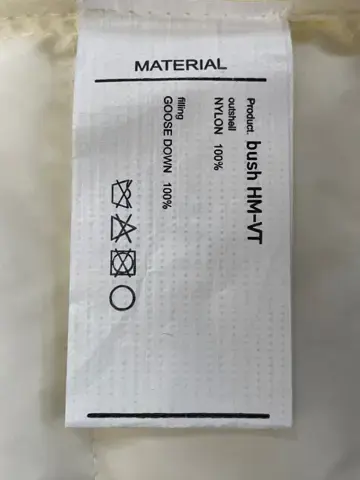 MATERIAL
Product. bush HM-VT
outshell
NYLON 100%
filling
GOOSE DOWN 100%